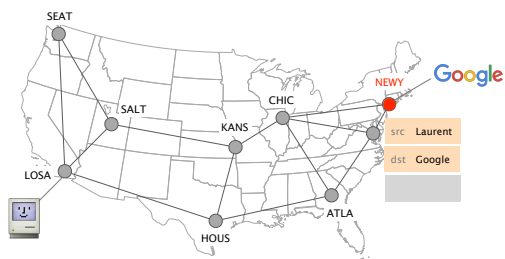 SEAT
Google
NEWY
CHIC
SALT
KANS
src Laurent
dst Google
LOSA
ATLA
HOUS